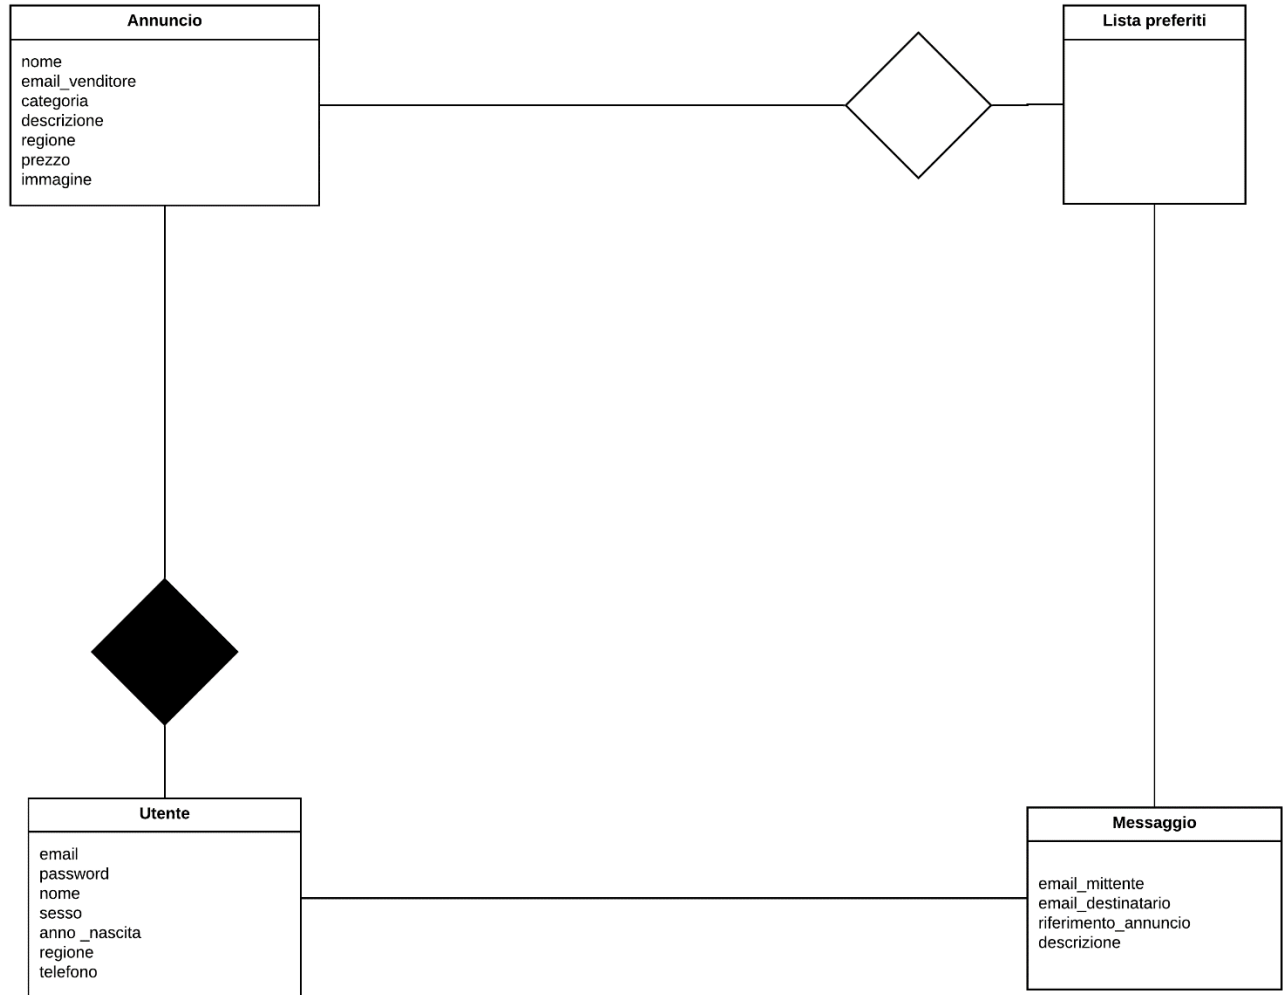 Annuncio
nome
email_venditore
categoria
descrizione
regione
prezzo
immagine
Lista preferiti
Utente
email
password
nome
sesso
anno _nascita
regione
telefono
Messaggio
email_mittente
email_destinatario
riferimento_annuncio
descrizione